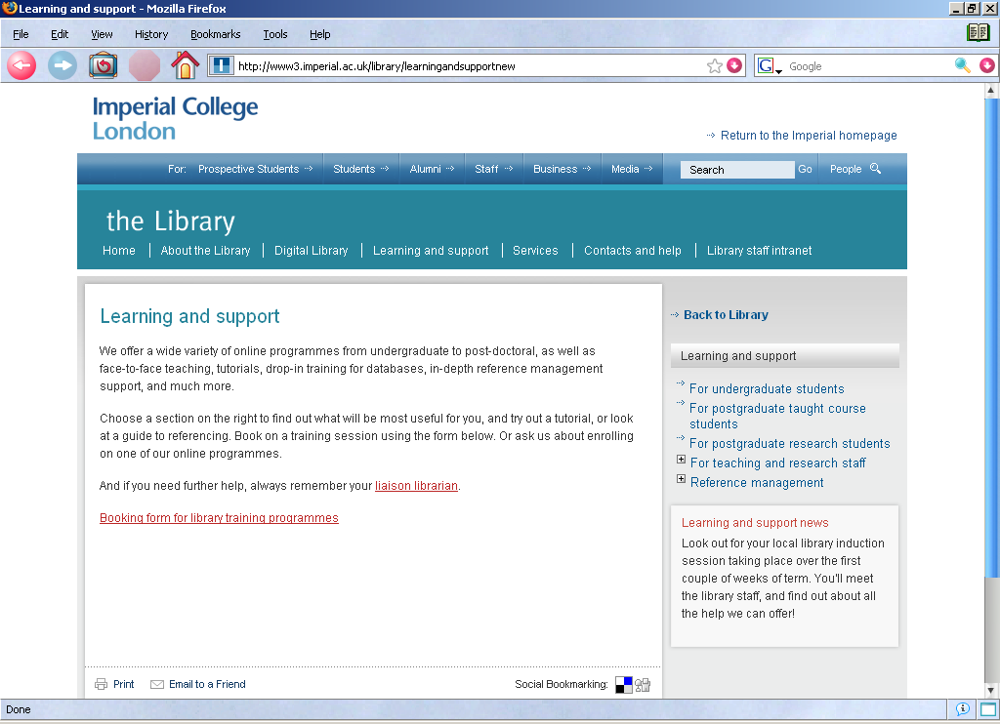 Learning and support - Mozilla Firefox
File Edit View History Bookmarks Tools Help
http://www3.imperial.ac.uk/library/learningandsupportnew
G Google
Imperial College
London
Return to the Imperial homepage
For: Prospective Students Students Alumni Staff Business Media Search Go People
the Library
Home About the Library Digital Library Learning and support Services Contacts and help Library staff intranet
Learning and support
We offer a wide variety of online programmes from undergraduate to post-doctoral, as well as
face-to-face teaching, tutorials, drop-in training for databases, in-depth reference management
support, and much more.
Choose a section on the right to find out what will be most useful for you, and try out a tutorial, or look
at a guide to referencing. Book on a training session using the form below. Or ask us about enrolling
on one of our online programmes.
And if you need further help, always remember your liaison librarian.
Booking form for library training programmes
Back to Library
Learning and support
For undergraduate students
For postgraduate taught course
students
For postgraduate research students
For teaching and research staff
Reference management
Learning and support news
Look out for your local library induction
session taking place over the first
couple of weeks of term. You'll meet
the library staff, and find out about all
the help we can offer!
Print Email to a Friend Social Bookmarking:
Done